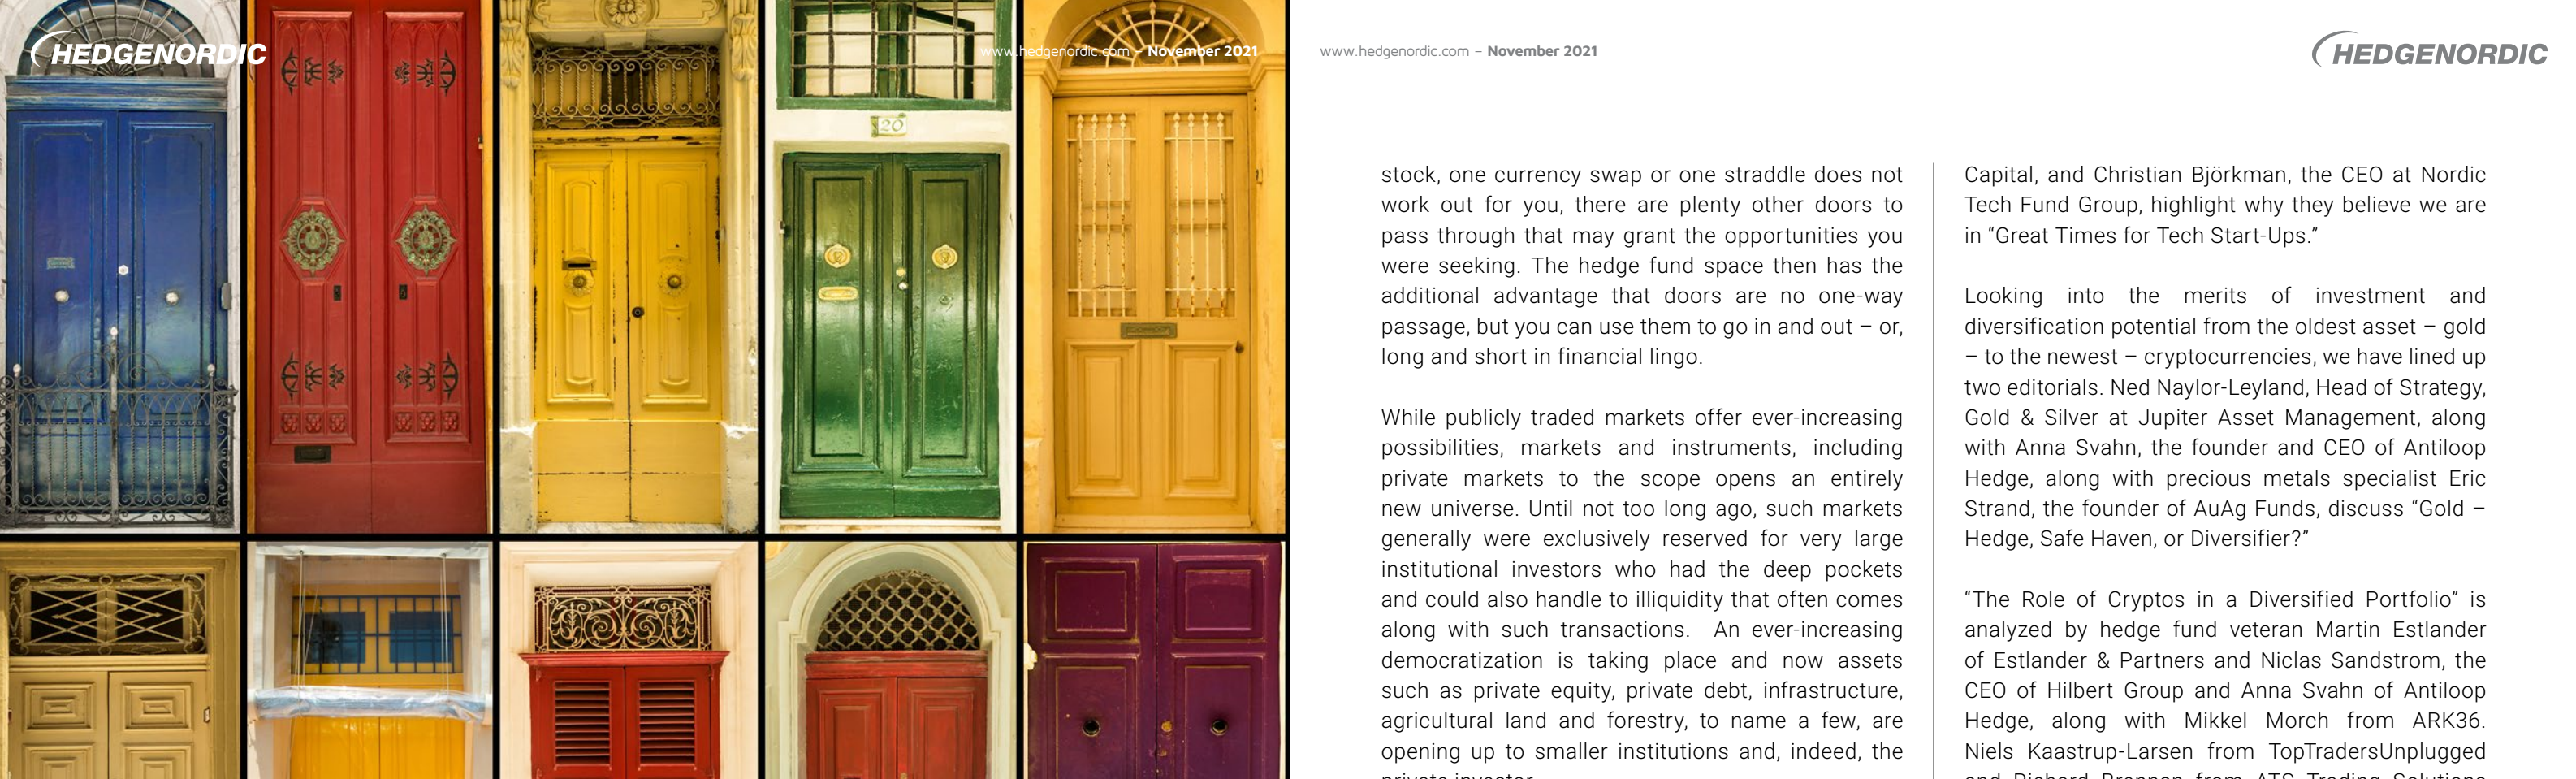 HEDGENORDIC
www.hedgenordic.com – November 2021
20
www.hedgenordic.com – November 2021
HEDGENORDIC
stock, one currency swap or one straddle does not
work out for you, there are plenty other doors to
pass through that may grant the opportunities you
were seeking. The hedge fund space then has the
additional advantage that doors are no one-way
passage, but you can use them to go in and out – or,
long and short in financial lingo.
While publicly traded markets offer ever-increasing
possibilities, markets and instruments, including
private markets to the scope opens an entirely
new universe. Until not too long ago, such markets
generally were exclusively reserved for very large
institutional investors who had the deep pockets
and could also handle to illiquidity that often comes
along with such transactions. An ever-increasing
democratization is taking place and now assets
such as private equity, private debt, infrastructure,
agricultural land and forestry, to name a few, are
opening up to smaller institutions and, indeed, the
private investor.
Capital, and Christian Björkman, the CEO at Nordic
Tech Fund Group, highlight why they believe we are
in “Great Times for Tech Start-Ups.”
Looking into the merits of investment and
diversification potential from the oldest asset – gold
– to the newest – cryptocurrencies, we have lined up
two editorials. Ned Naylor-Leyland, Head of Strategy,
Gold & Silver at Jupiter Asset Management, along
with Anna Svahn, the founder and CEO of Antiloop
Hedge, along with precious metals specialist Eric
Strand, the founder of AuAg Funds, discuss “Gold –
Hedge, Safe Haven, or Diversifier?”
“The Role of Cryptos in a Diversified Portfolio” is
analyzed by hedge fund veteran Martin Estlander
of Estlander & Partners and Niclas Sandstrom, the
CEO of Hilbert Group and Anna Svahn of Antiloop
Hedge, along with Mikkel Morch from ARK36.
Niels Kaastrup-Larsen from TopTradersUnplugged
and Richard Brennan from ATS Trading Solutions